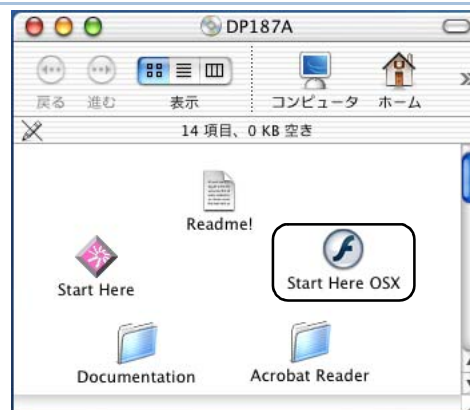 DP187A
戻る 進む 表示 コンピュータ ホーム
14 項目、0 KB 空き
Readme!
Start Here
Start Here OSX
Documentation
Acrobat Reader